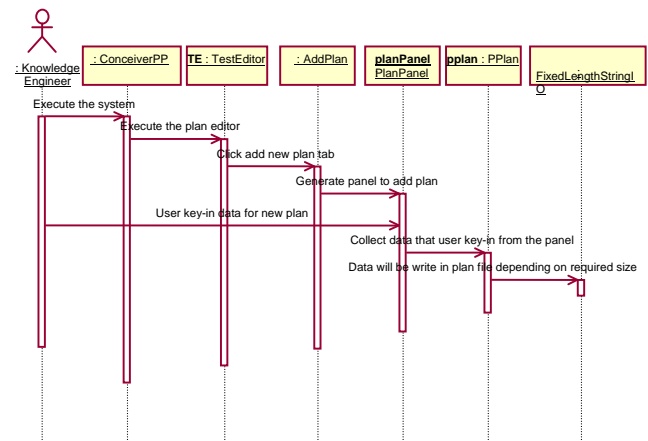 : Knowledge
Engineer
: ConceiverPP
TE : TestEditor
: AddPlan
planPanel
PlanPanel
pplan : PPlan
FixedLengthStringI
O
Execute the system
Execute the plan editor
Click add new plan tab
Generate panel to add plan
User key-in data for new plan
Collect data that user key-in from the panel
Data will be write in plan file depending on required size